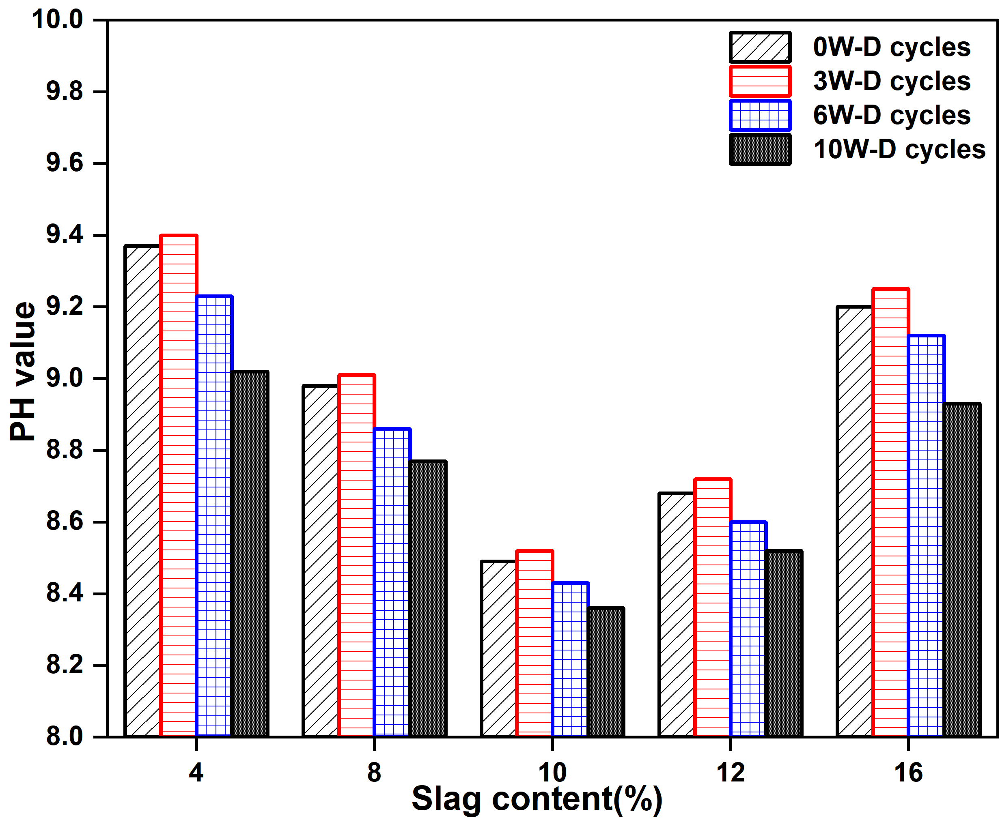 10.0
9.8
9.6
9.4
9.2
9.0
8.8
8.6
8.4
8.2
8.0
PH value
0W-D cycles
3W-D cycles
6W-D cycles
10W-D cycles
4 8 10 12 16
Slag content(%)